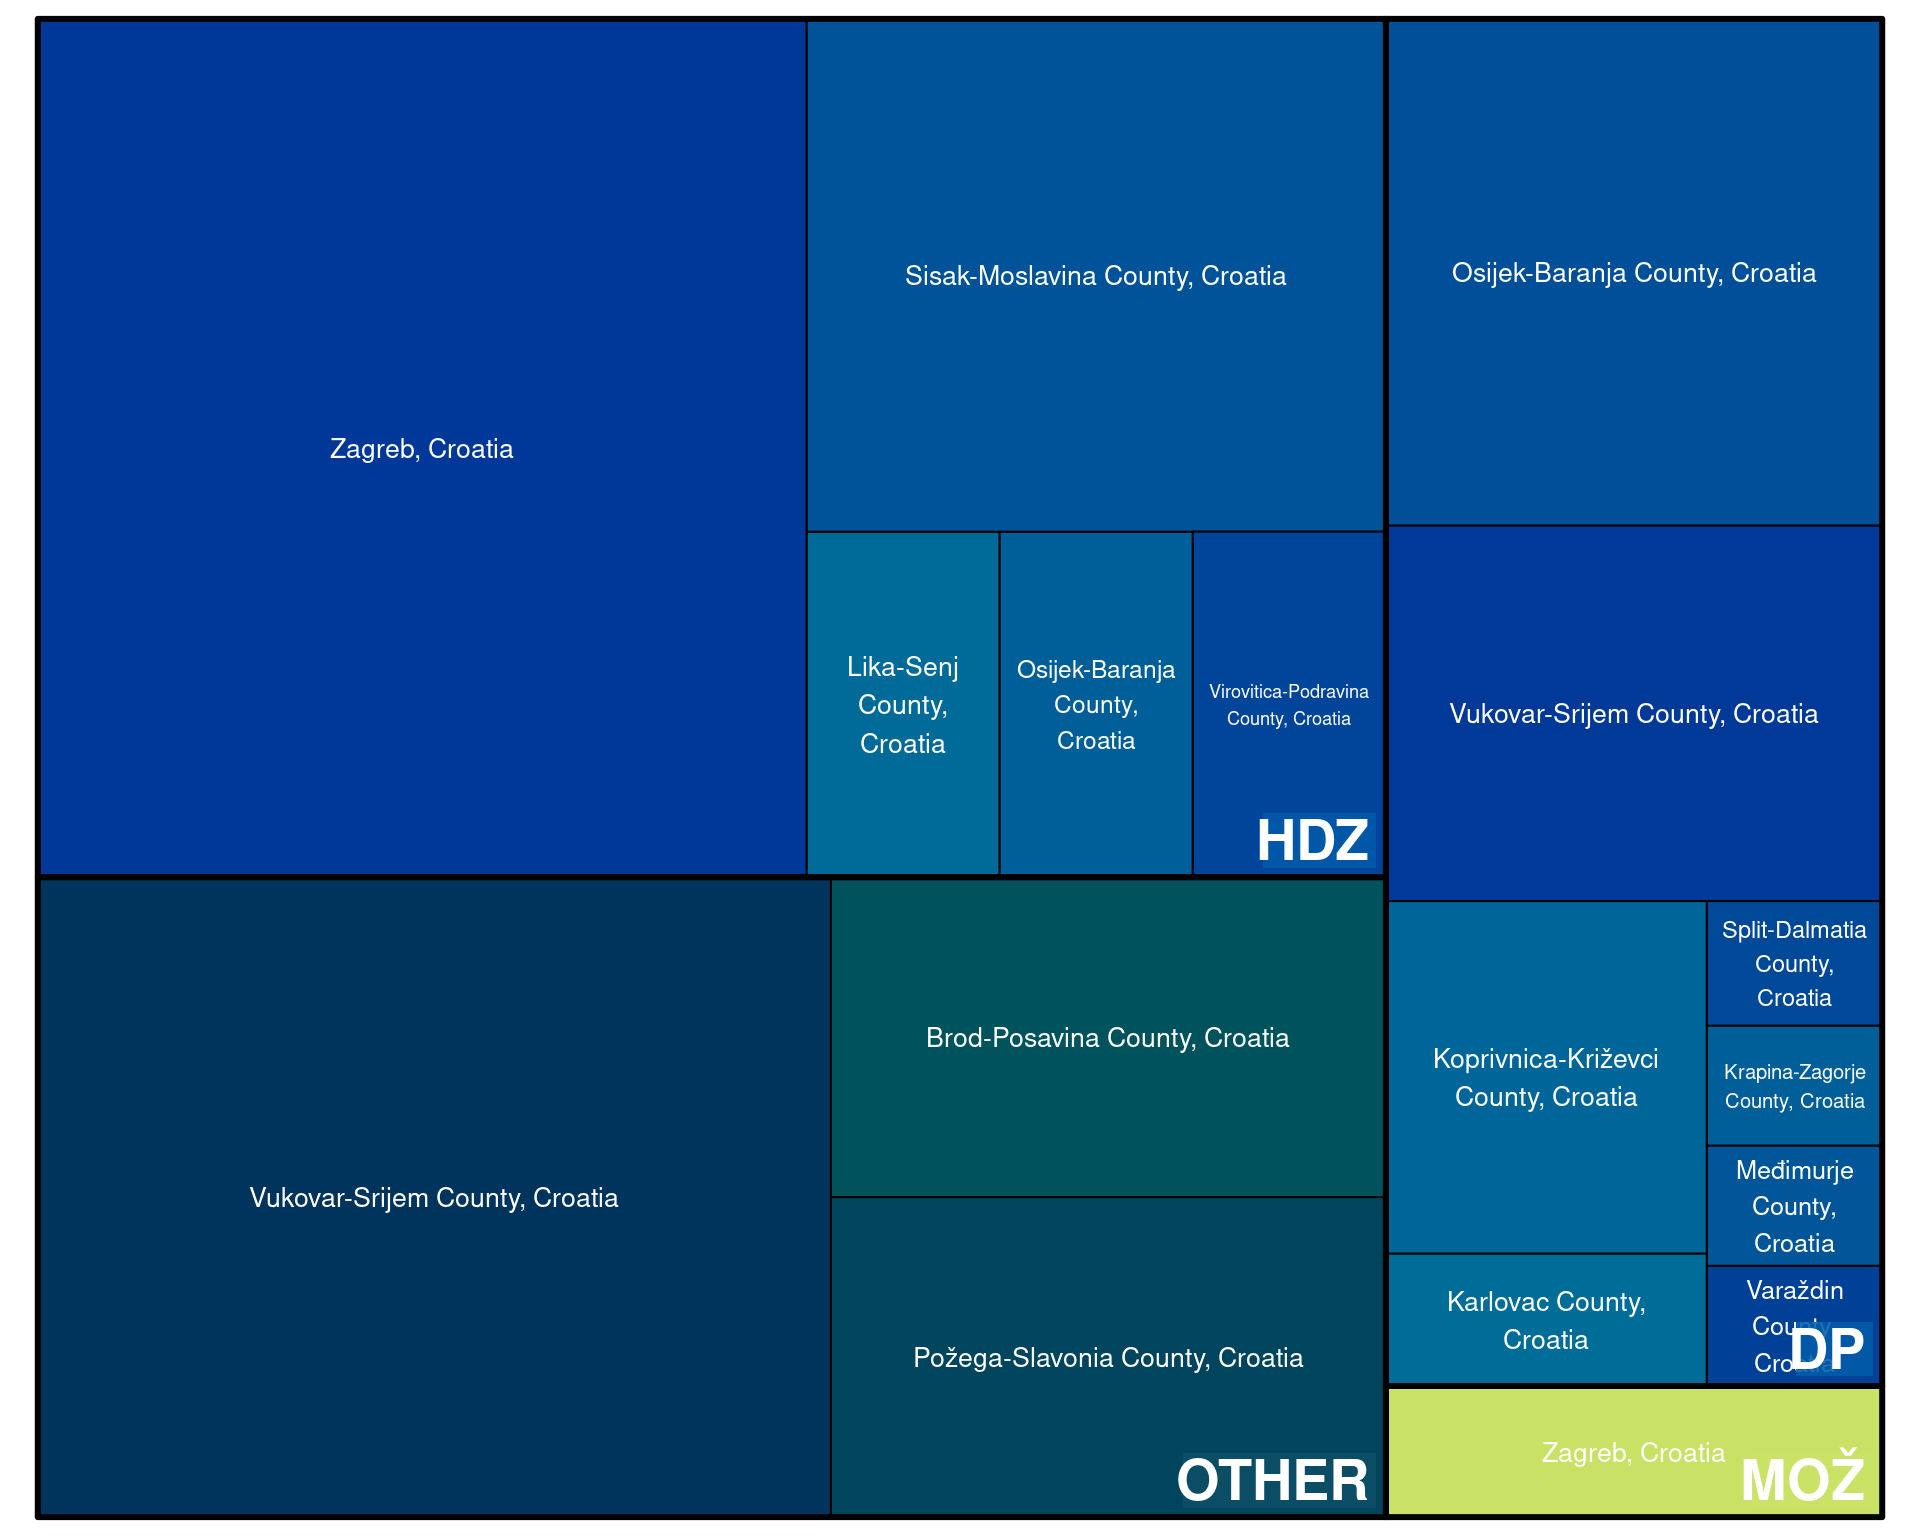 Zagreb, Croatia
Sisak-Moslavina County, Croatia
Lika-Senj
County,
Croatia
Osijek-Baranja
County,
Croatia
Virovitica-Podravina
County, Croatia
HDZ
Vukovar-Srijem County, Croatia
Brod-Posavina County, Croatia
Požega-Slavonia County, Croatia
OTHER
Osijek-Baranja County, Croatia
Vukovar-Srijem County, Croatia
Koprivnica-Križevci
County, Croatia
Karlovac County,
Croatia
Split-Dalmatia
County,
Croatia
Krapina-Zagorje
County, Croatia
Međimurje
County,
Croatia
Varaždin
County,
Croatia
DP
Zagreb, Croatia
MOŽ